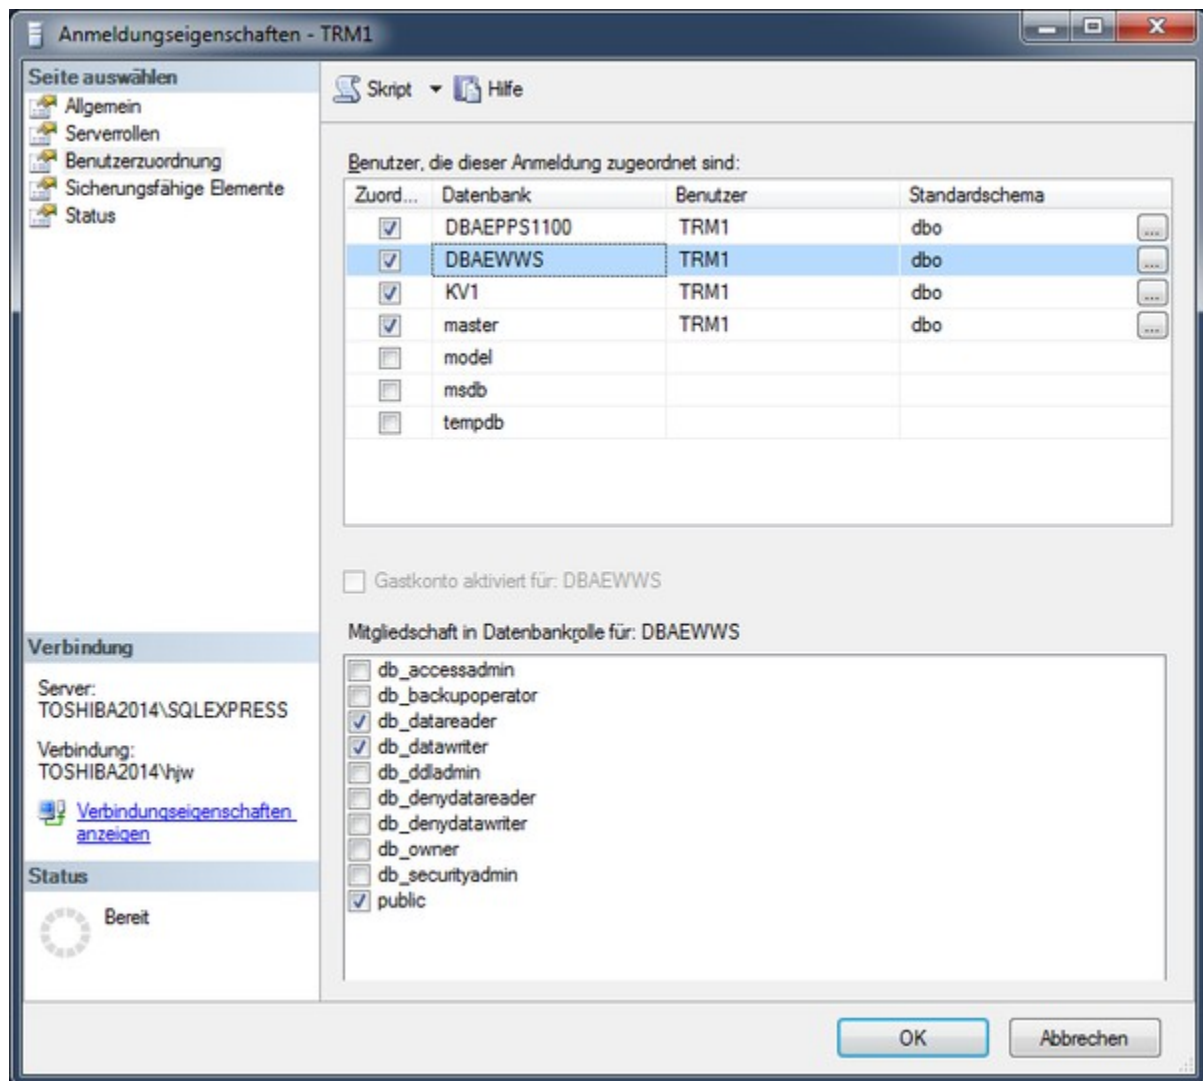 Anmeldungseigenschaften - TRM1
Seite auswählen
Allgemein
Serverrollen
Benutzerzuordnung
Sicherungsfähige Elemente
Status
Skript
Hilfe
Benutzer, die dieser Anmeldung zugeordnet sind:
Zuord... Datenbank Benutzer Standardschema
DBAEPPS1100 TRM1 dbo ...
DBAEWWS TRM1 dbo ...
KV1 TRM1 dbo ...
master TRM1 dbo ...
model
msdb
tempdb
Gastkonto aktiviert für: DBAEWWS
Mitgliedschaft in Datenbankrolle für: DBAEWWS
db_accessadmin
db_backupoperator
db_datareader
db_datawriter
db_ddladmin
db_denydatareader
db_denydatawriter
db_owner
db_securityadmin
public
Verbindung
Server:
TOSHIBA2014\SQLEXPRESS
Verbindung:
TOSHIBA2014\hjw
Verbindungseigenschaften
anzeigen
Status
Bereit
OK
Abbrechen